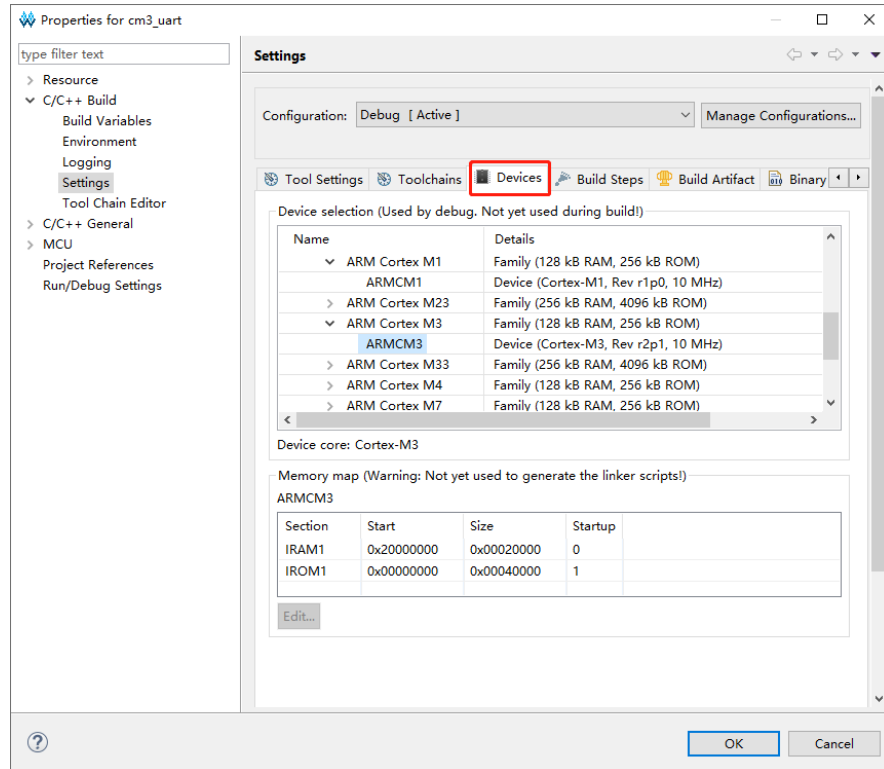 Properties for cm3_uart
type filter text
Settings
Resource
C/C++ Build
Build Variables
Environment
Logging
Settings
Tool Chain Editor
C/C++ General
MCU
Project References
Run/Debug Settings
Configuration: Debug [ Active ] Manage Configurations...
Tool Settings Toolchains Devices Build Steps Build Artifact Binary
Device selection (Used by debug. Not yet used during build!)
Name Details
ARM Cortex M1 Family (128 kB RAM, 256 kB ROM)
ARMCM1 Device (Cortex-M1, Rev r1p0, 10 MHz)
ARM Cortex M23 Family (256 kB RAM, 4096 kB ROM)
ARM Cortex M3 Family (128 kB RAM, 256 kB ROM)
ARMCM3 Device (Cortex-M3, Rev r2p1, 10 MHz)
ARM Cortex M33 Family (256 kB RAM, 4096 kB ROM)
ARM Cortex M4 Family (128 kB RAM, 256 kB ROM)
ARM Cortex M7 Family (128 kB RAM, 256 kB ROM)
Device core: Cortex-M3
Memory map (Warning: Not yet used to generate the linker scripts!)
ARMCM3
Section Start Size Startup
IRAM1 0x20000000 0x00020000 0
IROM1 0x00000000 0x00040000 1
Edit...
OK Cancel